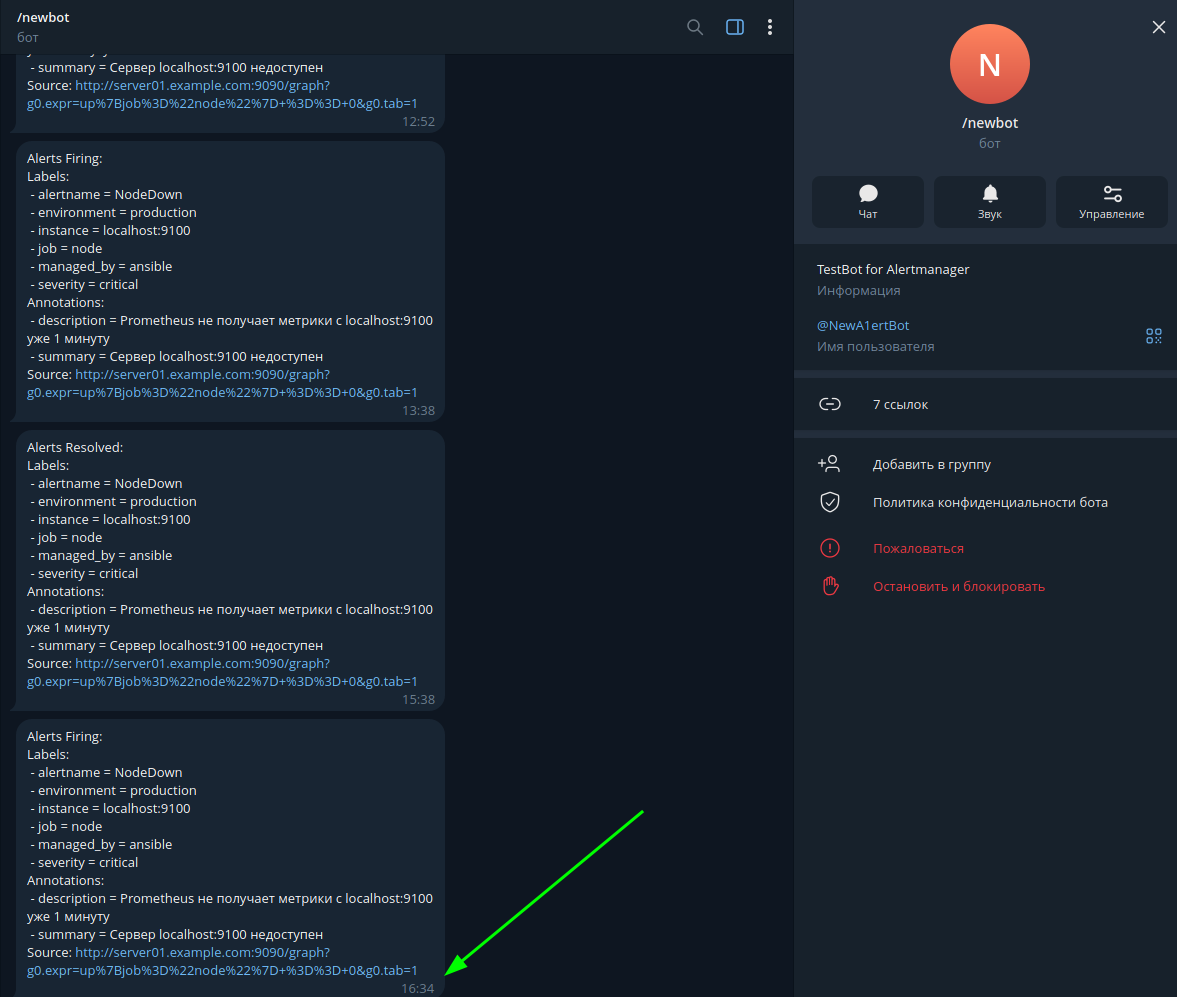 /newbot
бот
- summary = Сервер localhost:9100 недоступен
Source: http://server01.example.com:9090/graph?
g0.expr=up%7Bjob%3D%22node%22%7D+%3D%3D+0&g0.tab=1
12:52
Alerts Firing:
Labels:
- alertname = NodeDown
- environment = production
- instance = localhost:9100
- job = node
- managed_by = ansible
- severity = critical
Annotations:
- description = Prometheus не получает метрики с localhost:9100
уже 1 минуту
- summary = Сервер localhost:9100 недоступен
Source: http://server01.example.com:9090/graph?
g0.expr=up%7Bjob%3D%22node%22%7D+%3D%3D+0&g0.tab=1
13:38
Alerts Resolved:
Labels:
- alertname = NodeDown
- environment = production
- instance = localhost:9100
- job = node
- managed_by = ansible
- severity = critical
Annotations:
- description = Prometheus не получает метрики с localhost:9100
уже 1 минуту
- summary = Сервер localhost:9100 недоступен
Source: http://server01.example.com:9090/graph?
g0.expr=up%7Bjob%3D%22node%22%7D+%3D%3D+0&g0.tab=1
15:38
Alerts Firing:
Labels:
- alertname = NodeDown
- environment = production
- instance = localhost:9100
- job = node
- managed_by = ansible
- severity = critical
Annotations:
- description = Prometheus не получает метрики с localhost:9100
уже 1 минуту
- summary = Сервер localhost:9100 недоступен
Source: http://server01.example.com:9090/graph?
g0.expr=up%7Bjob%3D%22node%22%7D+%3D%3D+0&g0.tab=1
16:34
N
/newbot
бот
Чат
Звук
Управление
TestBot for Alertmanager
Информация
@NewA1ertBot
Имя пользователя
7 ссылок
Добавить в группу
Политика конфиденциальности бота
Пожаловаться
Остановить и блокировать